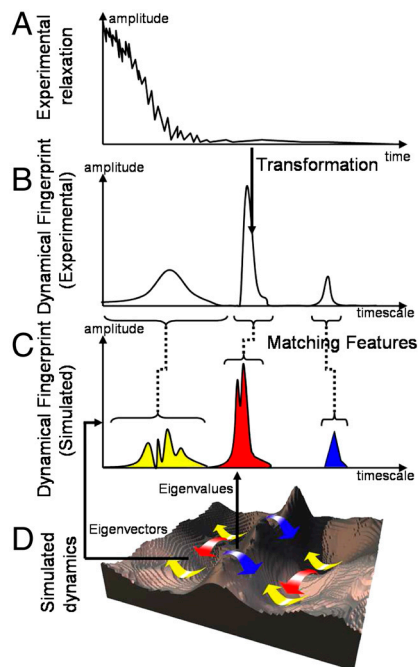 A
amplitude
Experimental
relaxation
time
Transformation
B
amplitude
Dynamical Fingerprint
(Experimental)
timescale
C
amplitude
Matching Features
Dynamical Fingerprint
(Simulated)
timescale
Eigenvalues
Eigenvectors
D
Simulated
dynamics